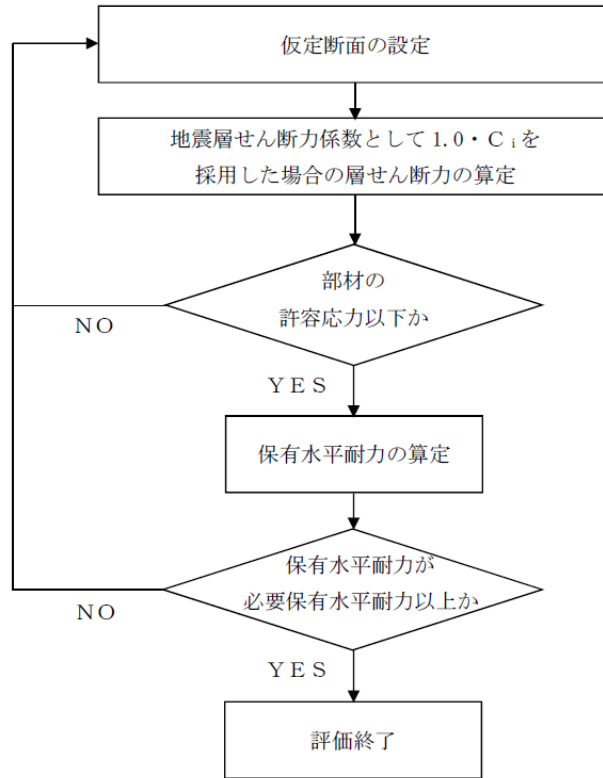 仮定断面の設定
地震層せん断力係数として1.0・Ｃｉを
採用した場合の層せん断力の算定
部材の
許容応力以下か
ＮＯ
ＹＥＳ
保有水平耐力の算定
保有水平耐力が
必要保有水平耐力以上か
ＮＯ
ＹＥＳ
評価終了